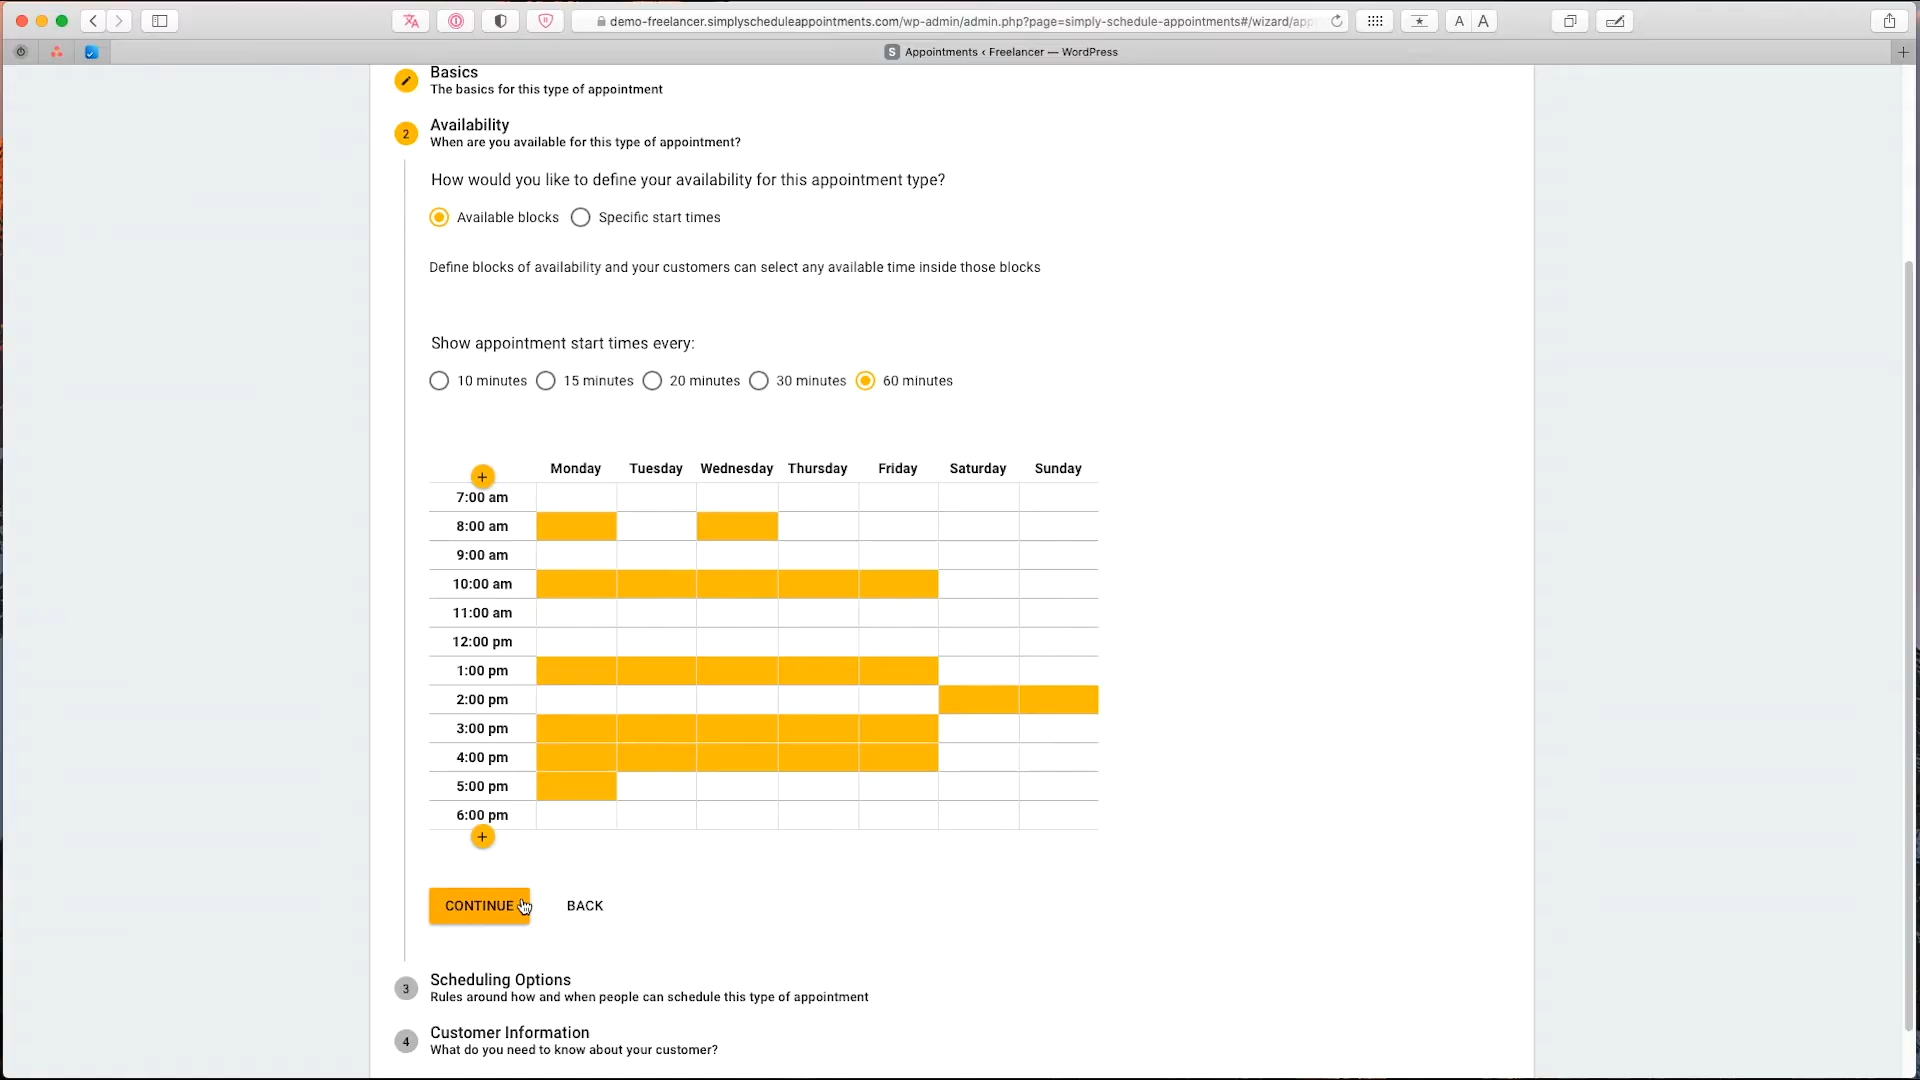 demo-freelancer.simplyscheduleappointments.com/wp-admin/admin.php?page=simply-schedule-appointments#/wizard/app
A A
S Appointments ‹ Freelancer — WordPress
Basics
The basics for this type of appointment
2 Availability
When are you available for this type of appointment?
How would you like to define your availability for this appointment type?
Available blocks Specific start times
Define blocks of availability and your customers can select any available time inside those blocks
Show appointment start times every:
10 minutes 15 minutes 20 minutes 30 minutes 60 minutes
Monday Tuesday Wednesday Thursday Friday Saturday Sunday
+
7:00 am
8:00 am
9:00 am
10:00 am
11:00 am
12:00 pm
1:00 pm
2:00 pm
3:00 pm
4:00 pm
5:00 pm
6:00 pm
+
CONTINUE BACK
3 Scheduling Options
Rules around how and when people can schedule this type of appointment
4 Customer Information
What do you need to know about your customer?